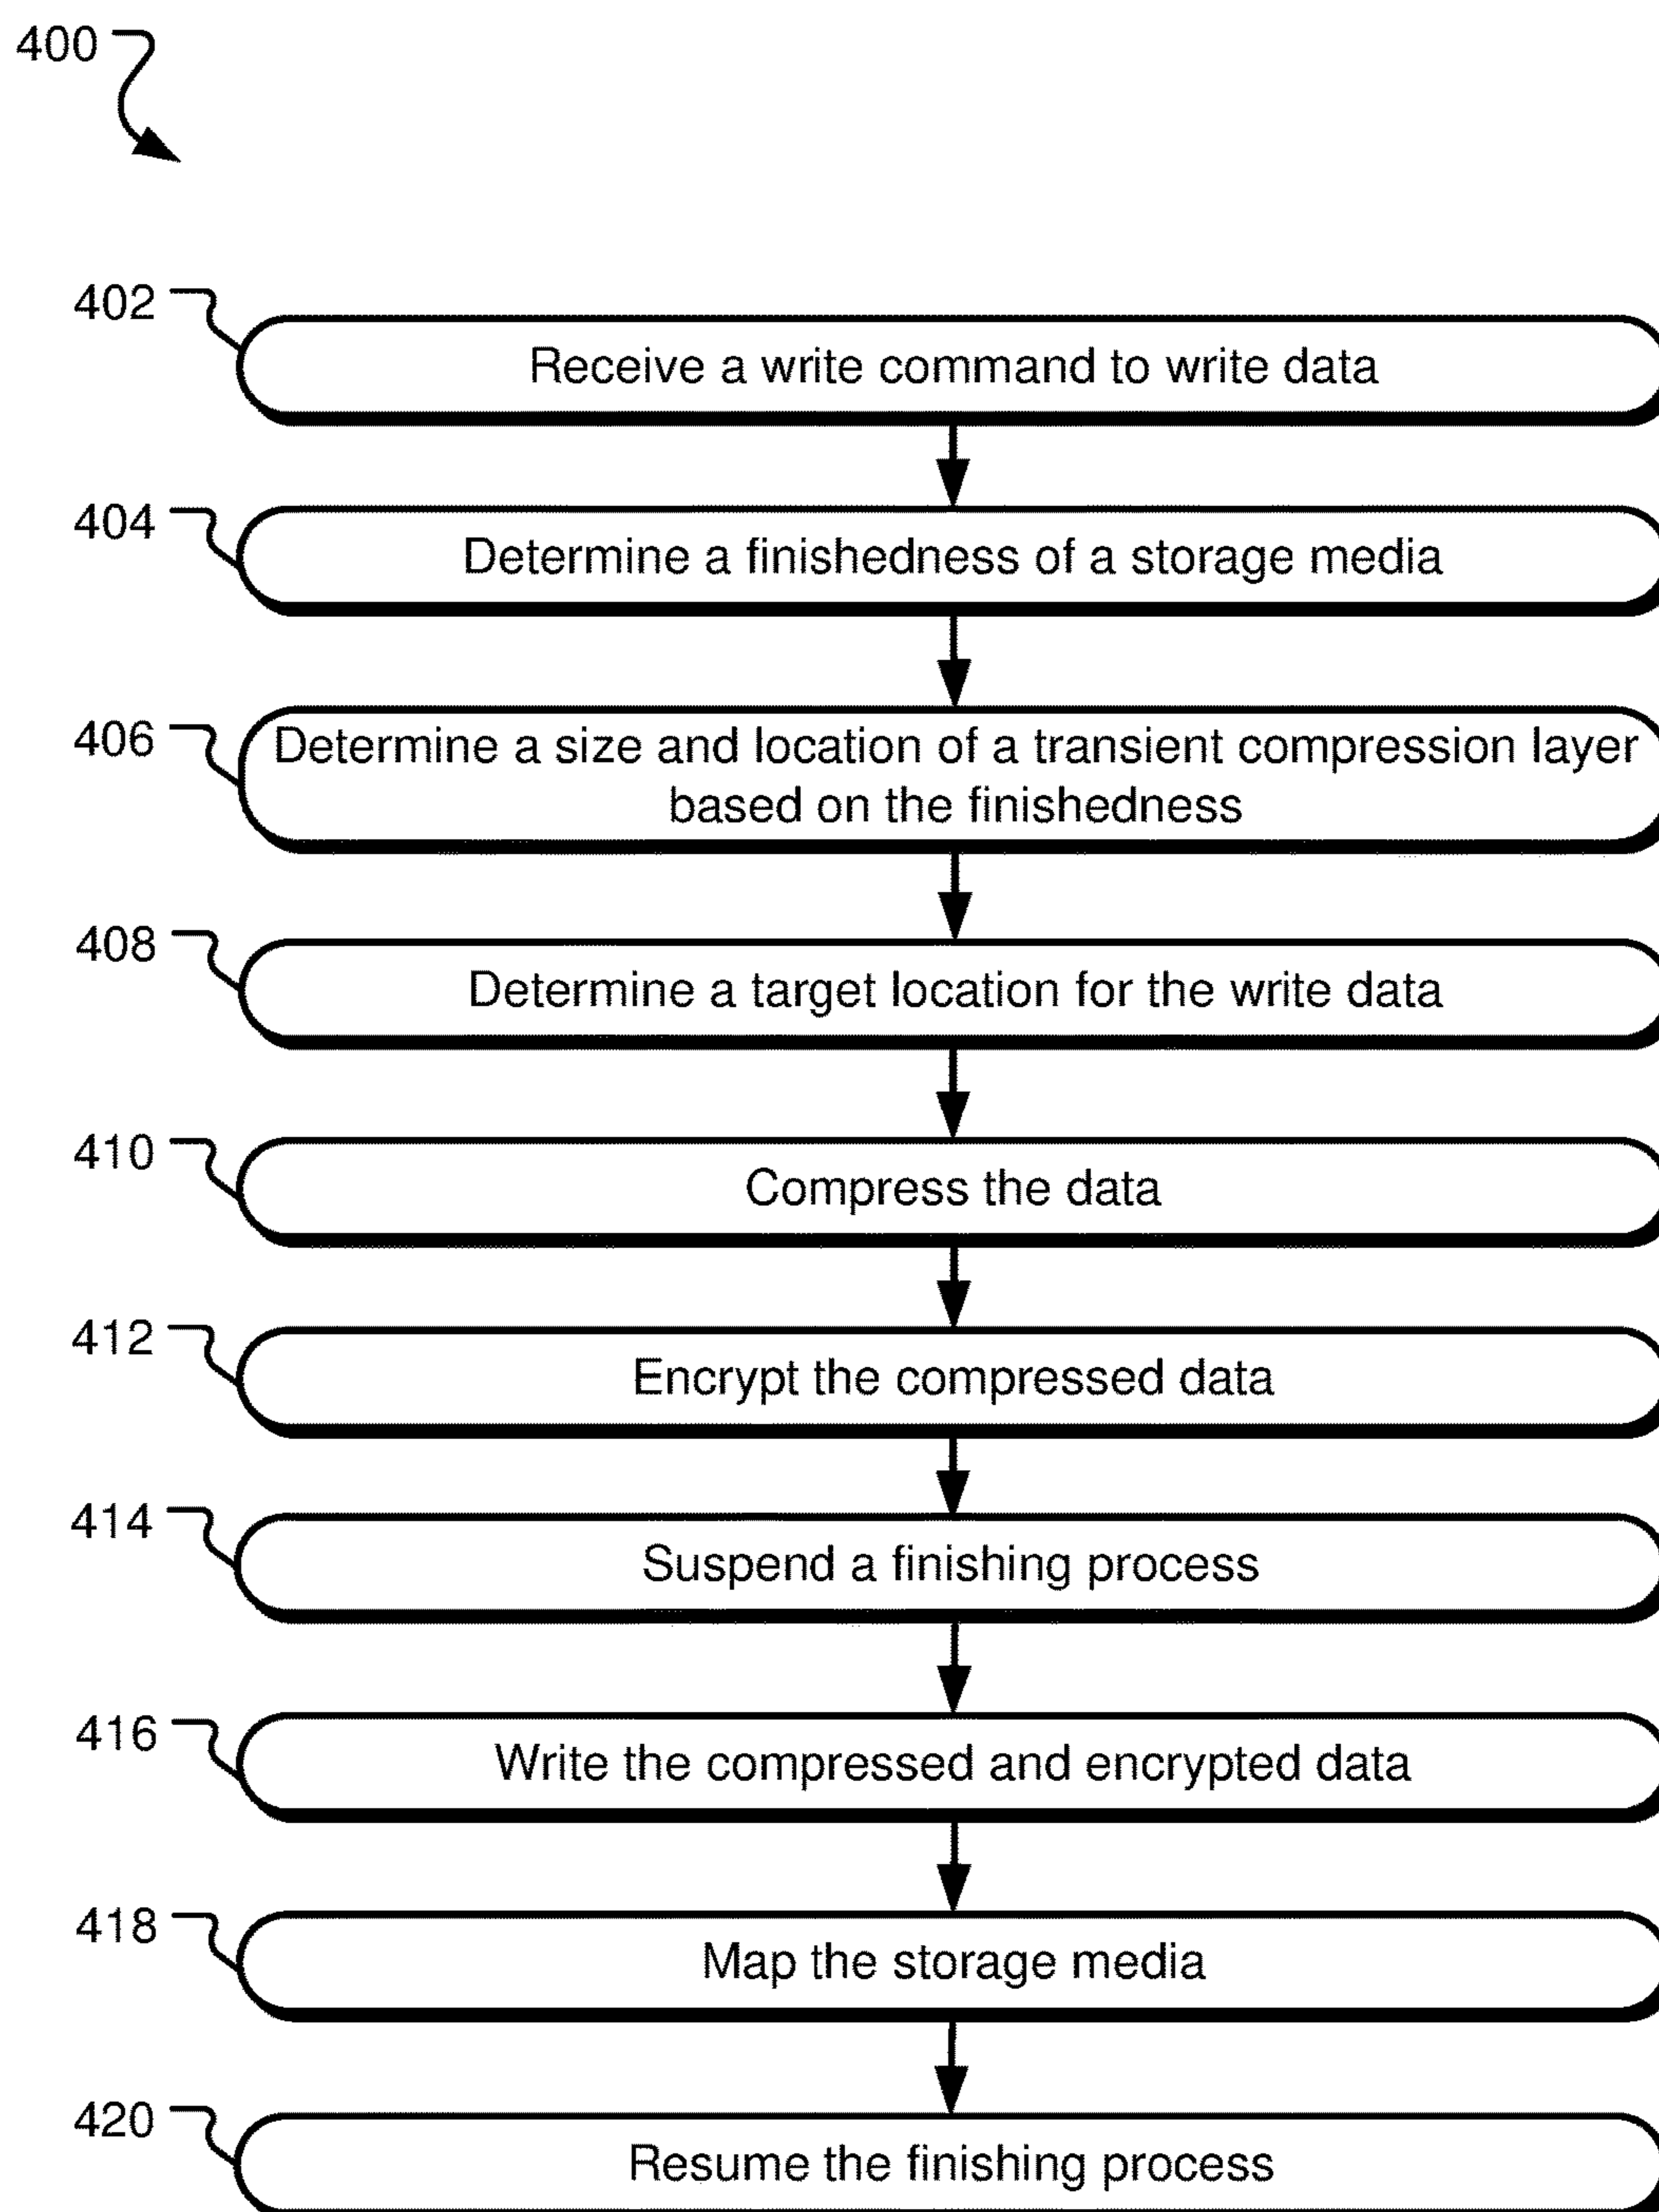 400
402
Receive a write command to write data
404
Determine a finishedness of a storage media
406
Determine a size and location of a transient compression layer
based on the finishedness
408
Determine a target location for the write data
410
Compress the data
412
Encrypt the compressed data
414
Suspend a finishing process
416
Write the compressed and encrypted data
418
Map the storage media
420
Resume the finishing process